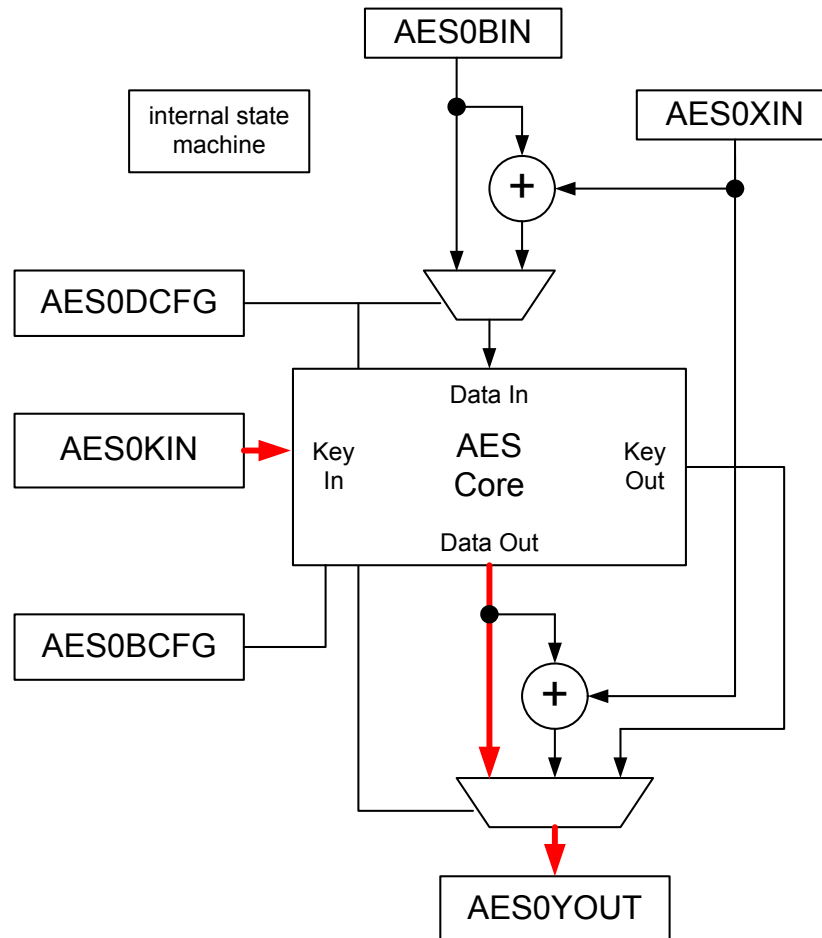 AES0BIN
internal state
machine
AES0XIN
+
AES0DCFG
Data In
AES0KIN
Key
In
AES
Core
Key
Out
Data Out
AES0BCFG
+
AES0YOUT